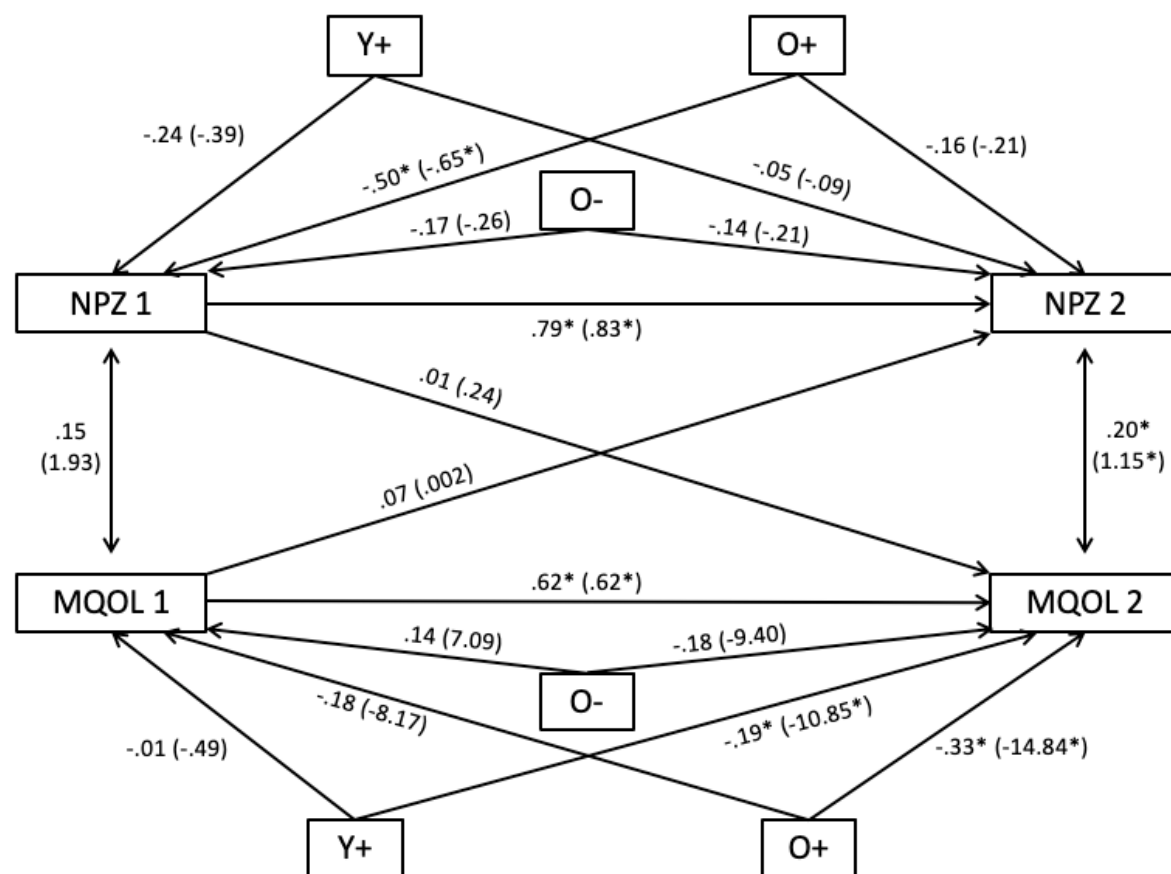 Y+
O+
-.24 (-.39)
-.50* (-.65*)
-.05 (-.09)
-.16 (-.21)
O-
-.17 (-.26)
-.14 (-.21)
NPZ 1
NPZ 2
.79* (.83*)
.01 (.24)
.15
(1.93)
.20*
(1.15*)
.07 (.002)
MQOL 1
MQOL 2
.62* (.62*)
.14 (7.09)
-.18 (-9.40)
O-
-.18 (-8.17)
-.19* (-10.85*)
-.01 (-.49)
-.33* (-14.84*)
Y+
O+